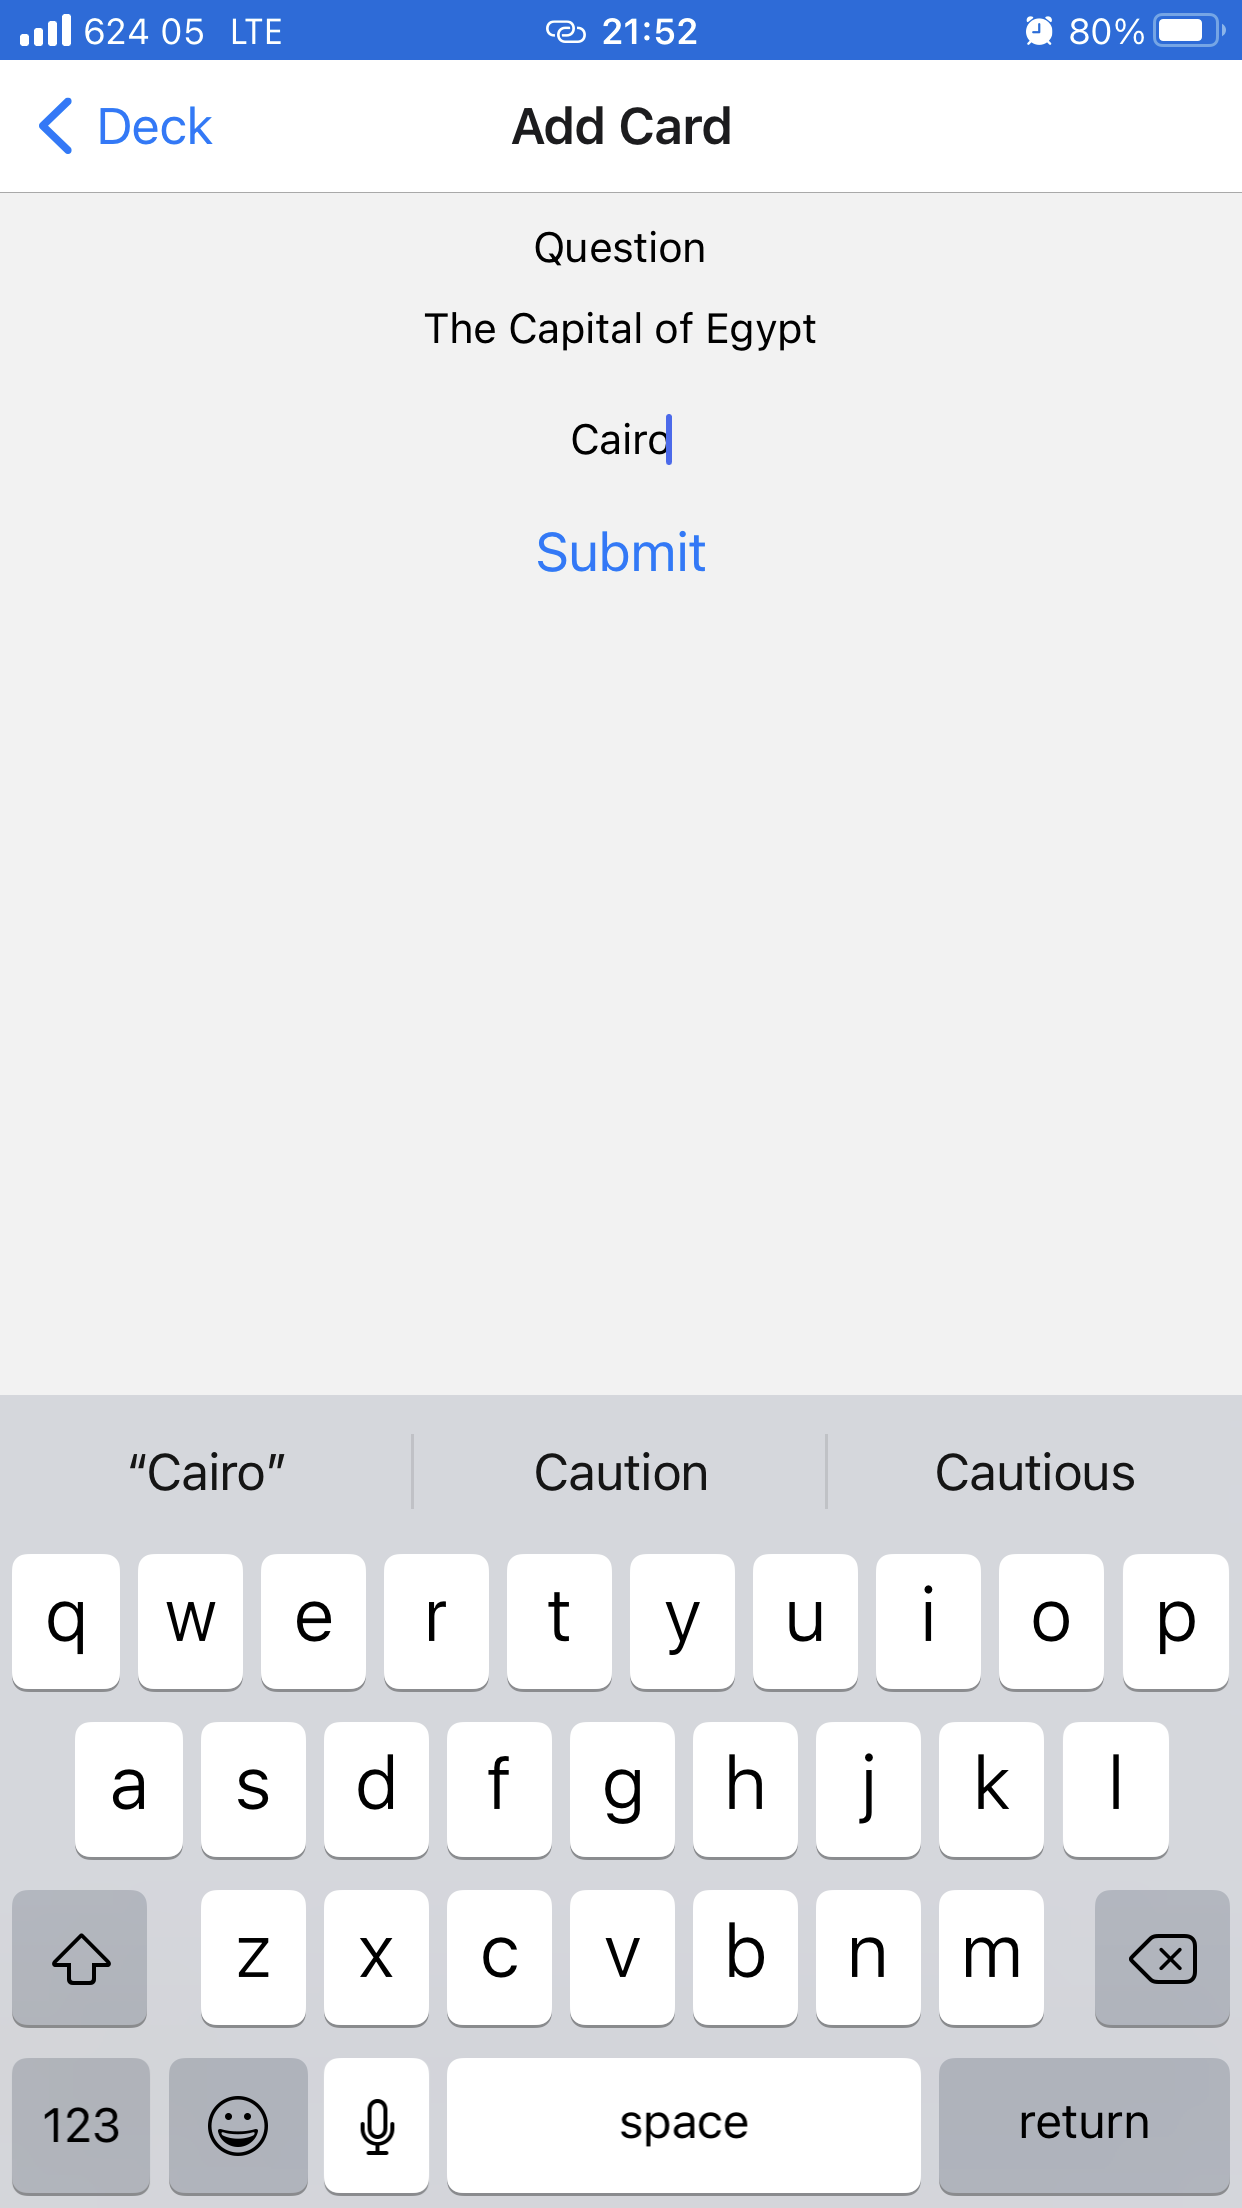 624 05 LTE 21:52 80%
Deck Add Card
Question
The Capital of Egypt
Cairo
Submit
“Cairo” Caution Cautious
q w e r t y u i o p
a s d f g h j k l
z x c v b n m
123 space return